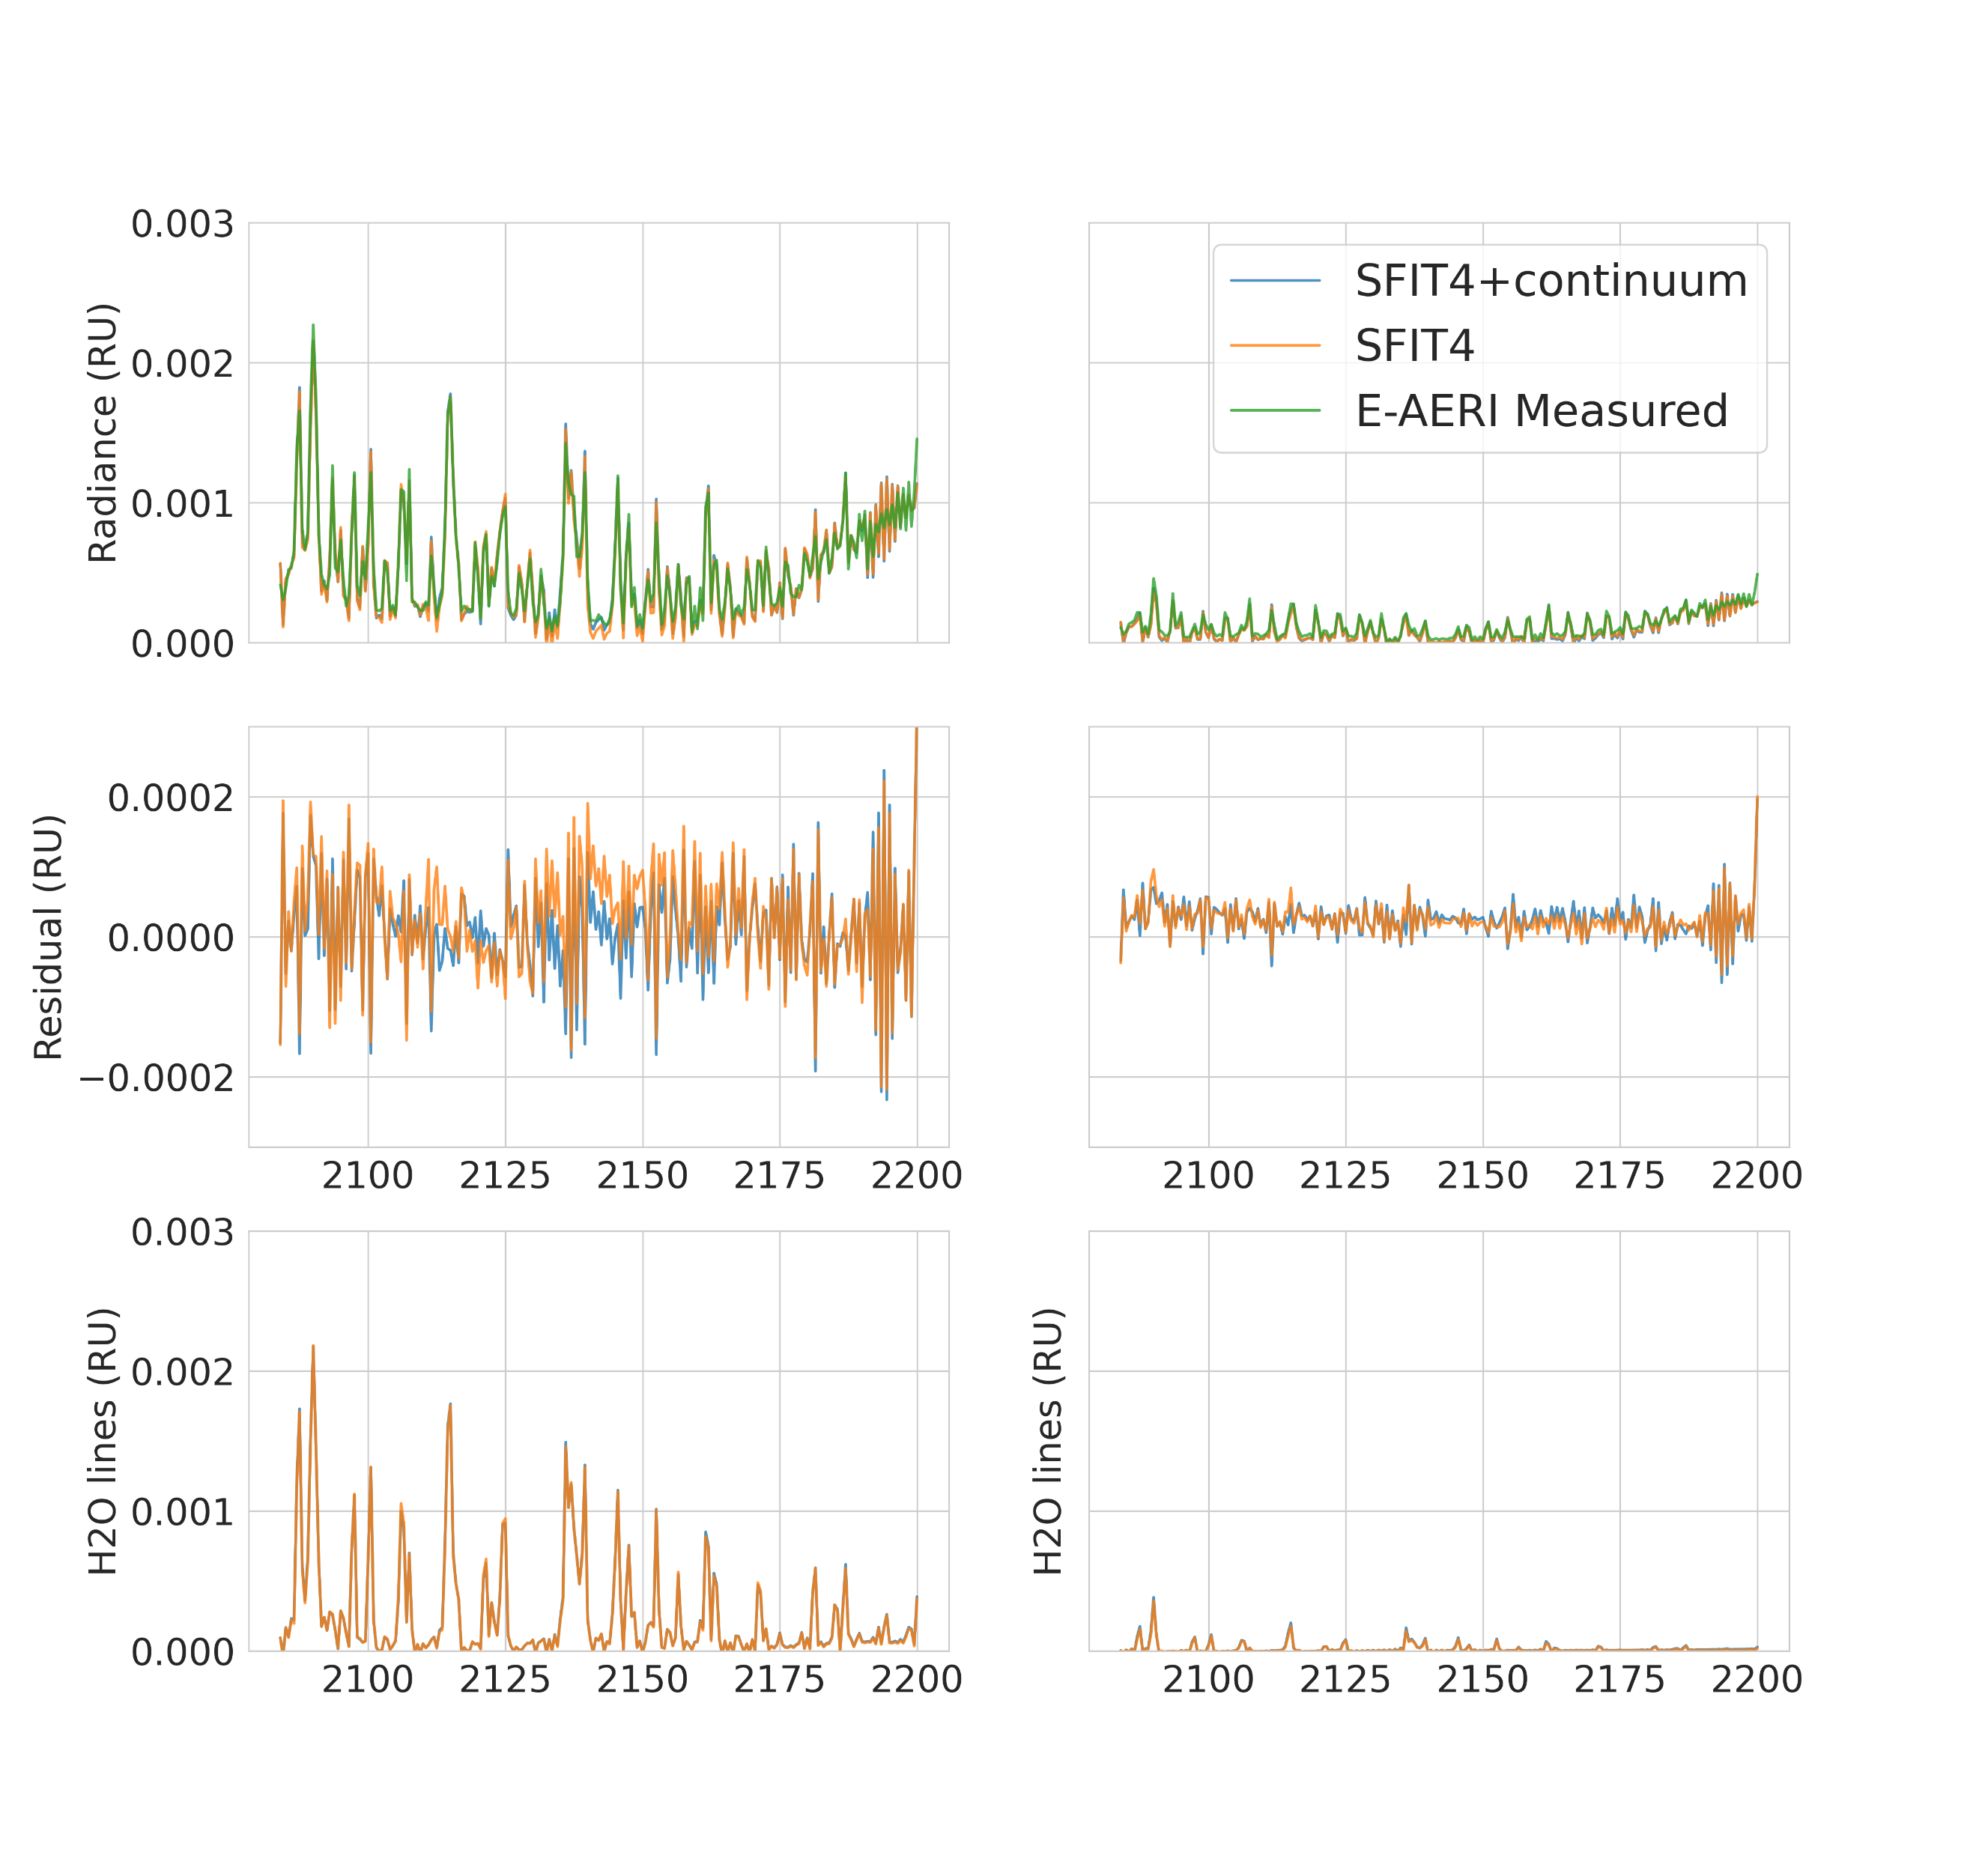 0.003
0.002
0.001
0.000
Radiance (RU)
SFIT4+continuum
SFIT4
E-AERI Measured
0.0002
0.0000
−0.0002
Residual (RU)
2100 2125 2150 2175 2200
2100 2125 2150 2175 2200
0.003
0.002
0.001
0.000
H2O lines (RU)
H2O lines (RU)
2100 2125 2150 2175 2200
2100 2125 2150 2175 2200